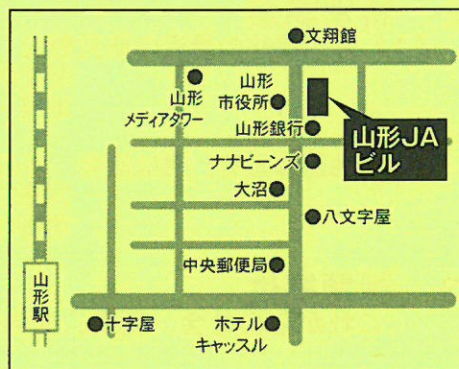 文翔館
山形
メディアタワー
山形
市役所
山形銀行
山形JA
ビル
ナナビーンズ
大沼
八文字屋
中央郵便局
山形駅
十字屋
ホテル
キャッスル